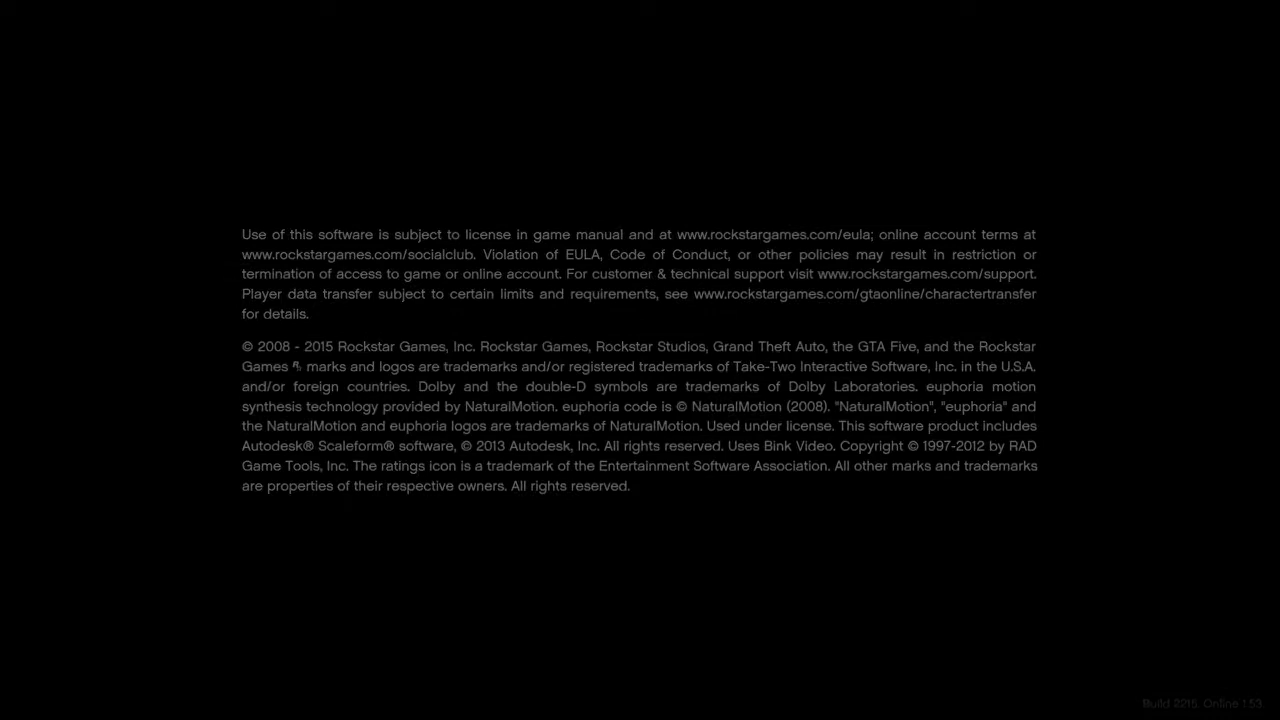 Use of this software is subject to license in game manual and at www.rockstargames.com/eula; online account terms at
www.rockstargames.com/socialclub. Violation of EULA, Code of Conduct, or other policies may result in restriction or
termination of access to game or online account. For customer & technical support visit www.rockstargames.com/support.
Player data transfer subject to certain limits and requirements, see www.rockstargames.com/gtaonline/charactertransfer
for details.
© 2008 - 2015 Rockstar Games, Inc. Rockstar Games, Rockstar Studios, Grand Theft Auto, the GTA Five, and the Rockstar
Games R* marks and logos are trademarks and/or registered trademarks of Take-Two Interactive Software, Inc. in the U.S.A.
and/or foreign countries. Dolby and the double-D symbols are trademarks of Dolby Laboratories. euphoria motion
synthesis technology provided by NaturalMotion. euphoria code is © NaturalMotion (2008). "NaturalMotion", "euphoria" and
the NaturalMotion and euphoria logos are trademarks of NaturalMotion. Used under license. This software product includes
Autodesk® Scaleform® software, © 2013 Autodesk, Inc. All rights reserved. Uses Bink Video. Copyright © 1997-2012 by RAD
Game Tools, Inc. The ratings icon is a trademark of the Entertainment Software Association. All other marks and trademarks
are properties of their respective owners. All rights reserved.
Build 2215, Online 1.53